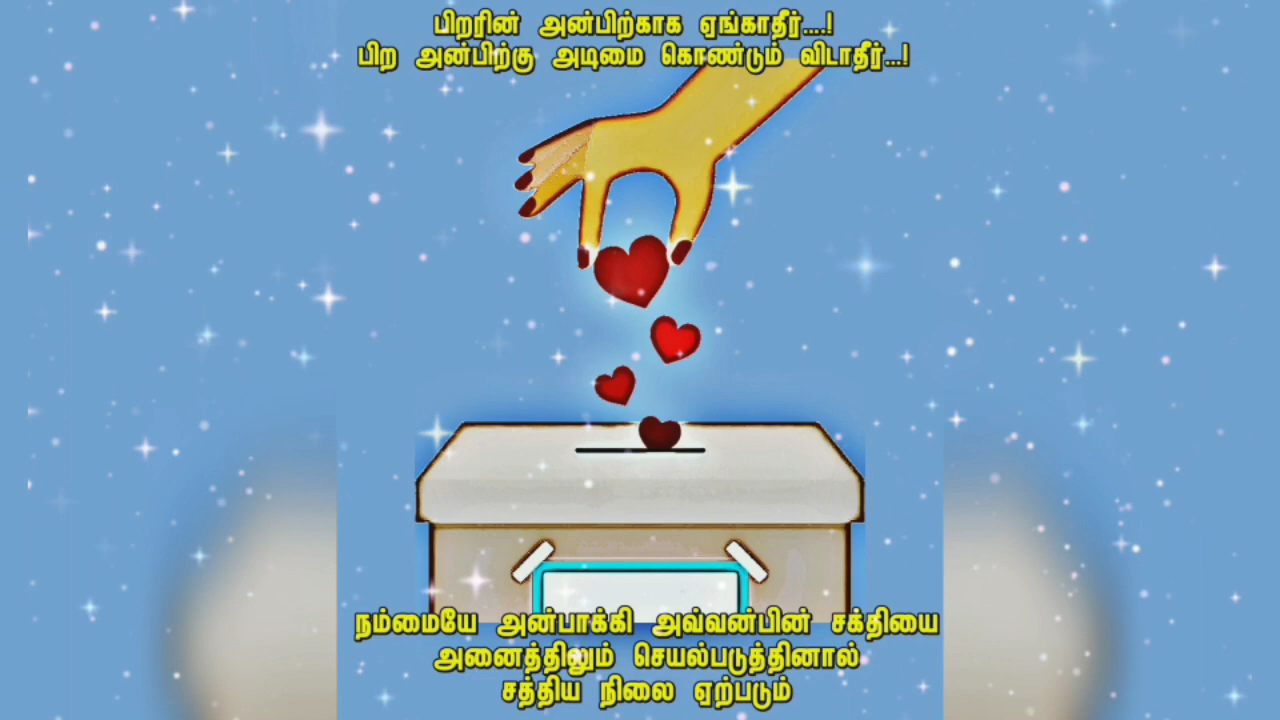 பிறரின் அன்பிற்காக ஏங்காதீர்....!
பிற அன்பிற்கு அடிமை கொண்டும் விடாதீர்...!
நம்மையே அன்பாக்கி அவ்வன்பின் சக்தியை
அனைத்திலும் செயல்படுத்தினால்
சத்திய நிலை ஏற்படும்